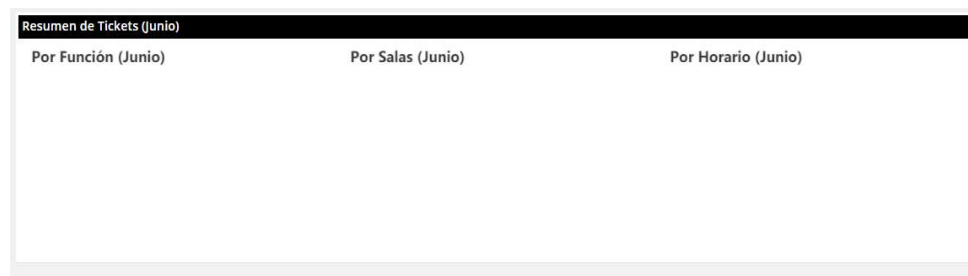 Resumen de Tickets (Junio)
Por Función (Junio) Por Salas (Junio) Por Horario (Junio)